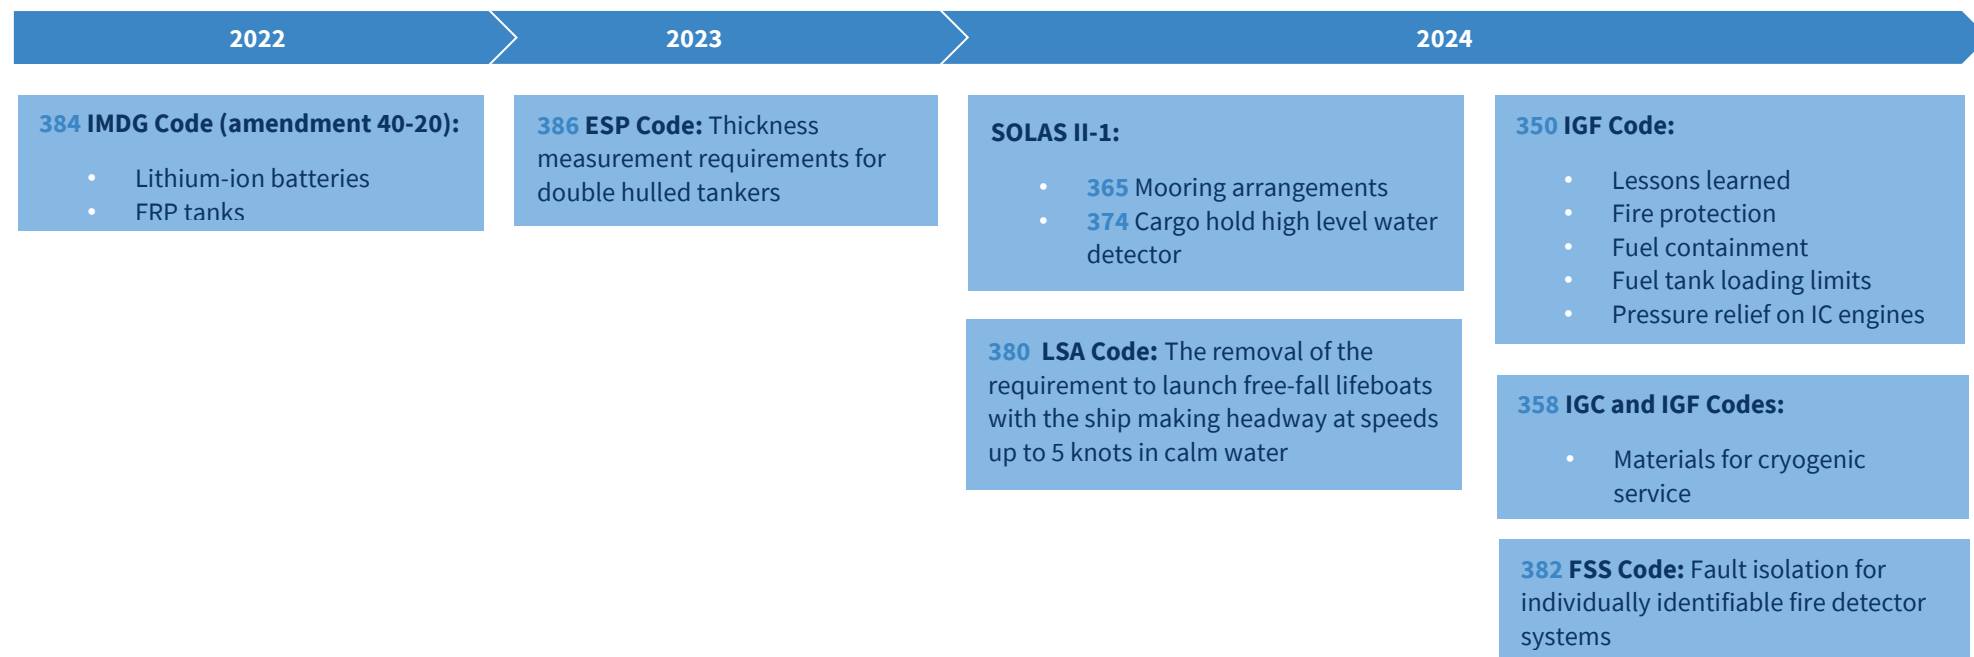 2022
2023
2024
384 IMDG Code (amendment 40-20):
• Lithium-ion batteries
• FRP tanks
386 ESP Code: Thickness
measurement requirements for
double hulled tankers
SOLAS II-1:
• 365 Mooring arrangements
• 374 Cargo hold high level water
detector
380 LSA Code: The removal of the
requirement to launch free-fall lifeboats
with the ship making headway at speeds
up to 5 knots in calm water
350 IGF Code:
• Lessons learned
• Fire protection
• Fuel containment
• Fuel tank loading limits
• Pressure relief on IC engines
358 IGC and IGF Codes:
• Materials for cryogenic
service
382 FSS Code: Fault isolation for
individually identifiable fire detector
systems